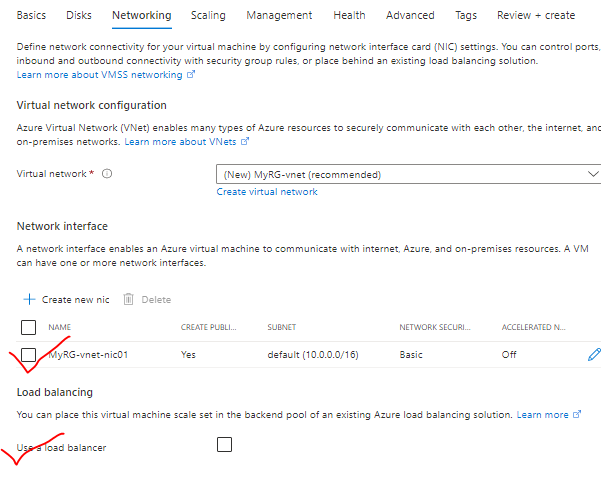 Basics Disks Networking Scaling Management Health Advanced Tags Review + create
Define network connectivity for your virtual machine by configuring network interface card (NIC) settings. You can control ports,
inbound and outbound connectivity with security group rules, or place behind an existing load balancing solution.
Learn more about VMSS networking
Virtual network configuration
Azure Virtual Network (VNet) enables many types of Azure resources to securely communicate with each other, the internet, and
on-premises networks. Learn more about VNets
Virtual network * (New) MyRG-vnet (recommended)
Create virtual network
Network interface
A network interface enables an Azure virtual machine to communicate with internet, Azure, and on-premises resources. A VM
can have one or more network interfaces.
Create new nic Delete
NAME CREATE PUBLI... SUBNET NETWORK SECURI... ACCELERATED N...
MyRG-vnet-nic01 Yes default (10.0.0.0/16) Basic Off
Load balancing
You can place this virtual machine scale set in the backend pool of an existing Azure load balancing solution. Learn more
Use a load balancer